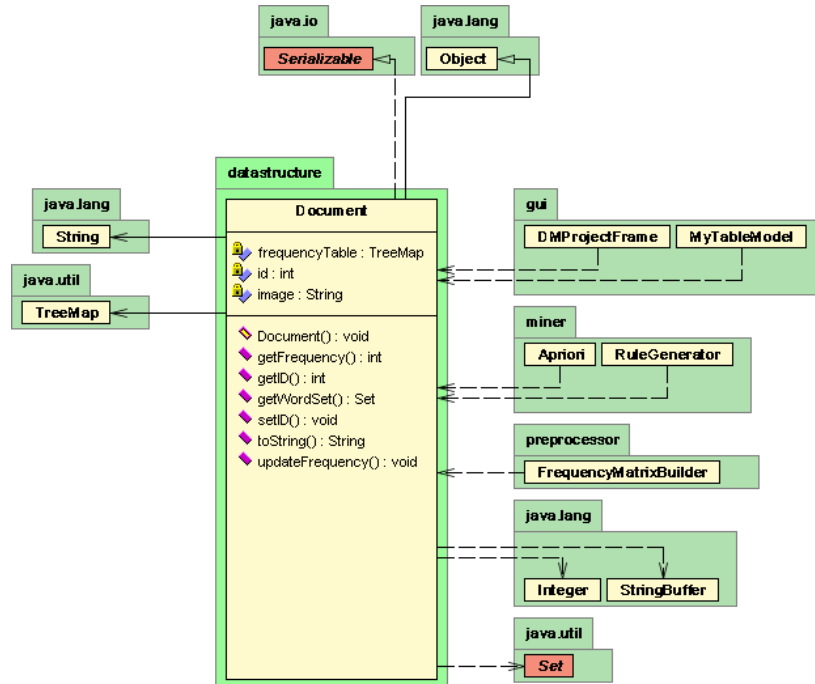 java.io
Serializable
java.lang
Object
datastructure
Document
frequencyTable : TreeMap
id : int
image : String
Document() : void
getFrequency() : int
getID() : int
getWordSet() : Set
setID() : void
toString() : String
updateFrequency() : void
java.lang
String
java.util
TreeMap
gui
DMProjectFrame
MyTableModel
miner
Apriori
RuleGenerator
preprocessor
FrequencyMatrixBuilder
java.lang
Integer
StringBuffer
java.util
Set